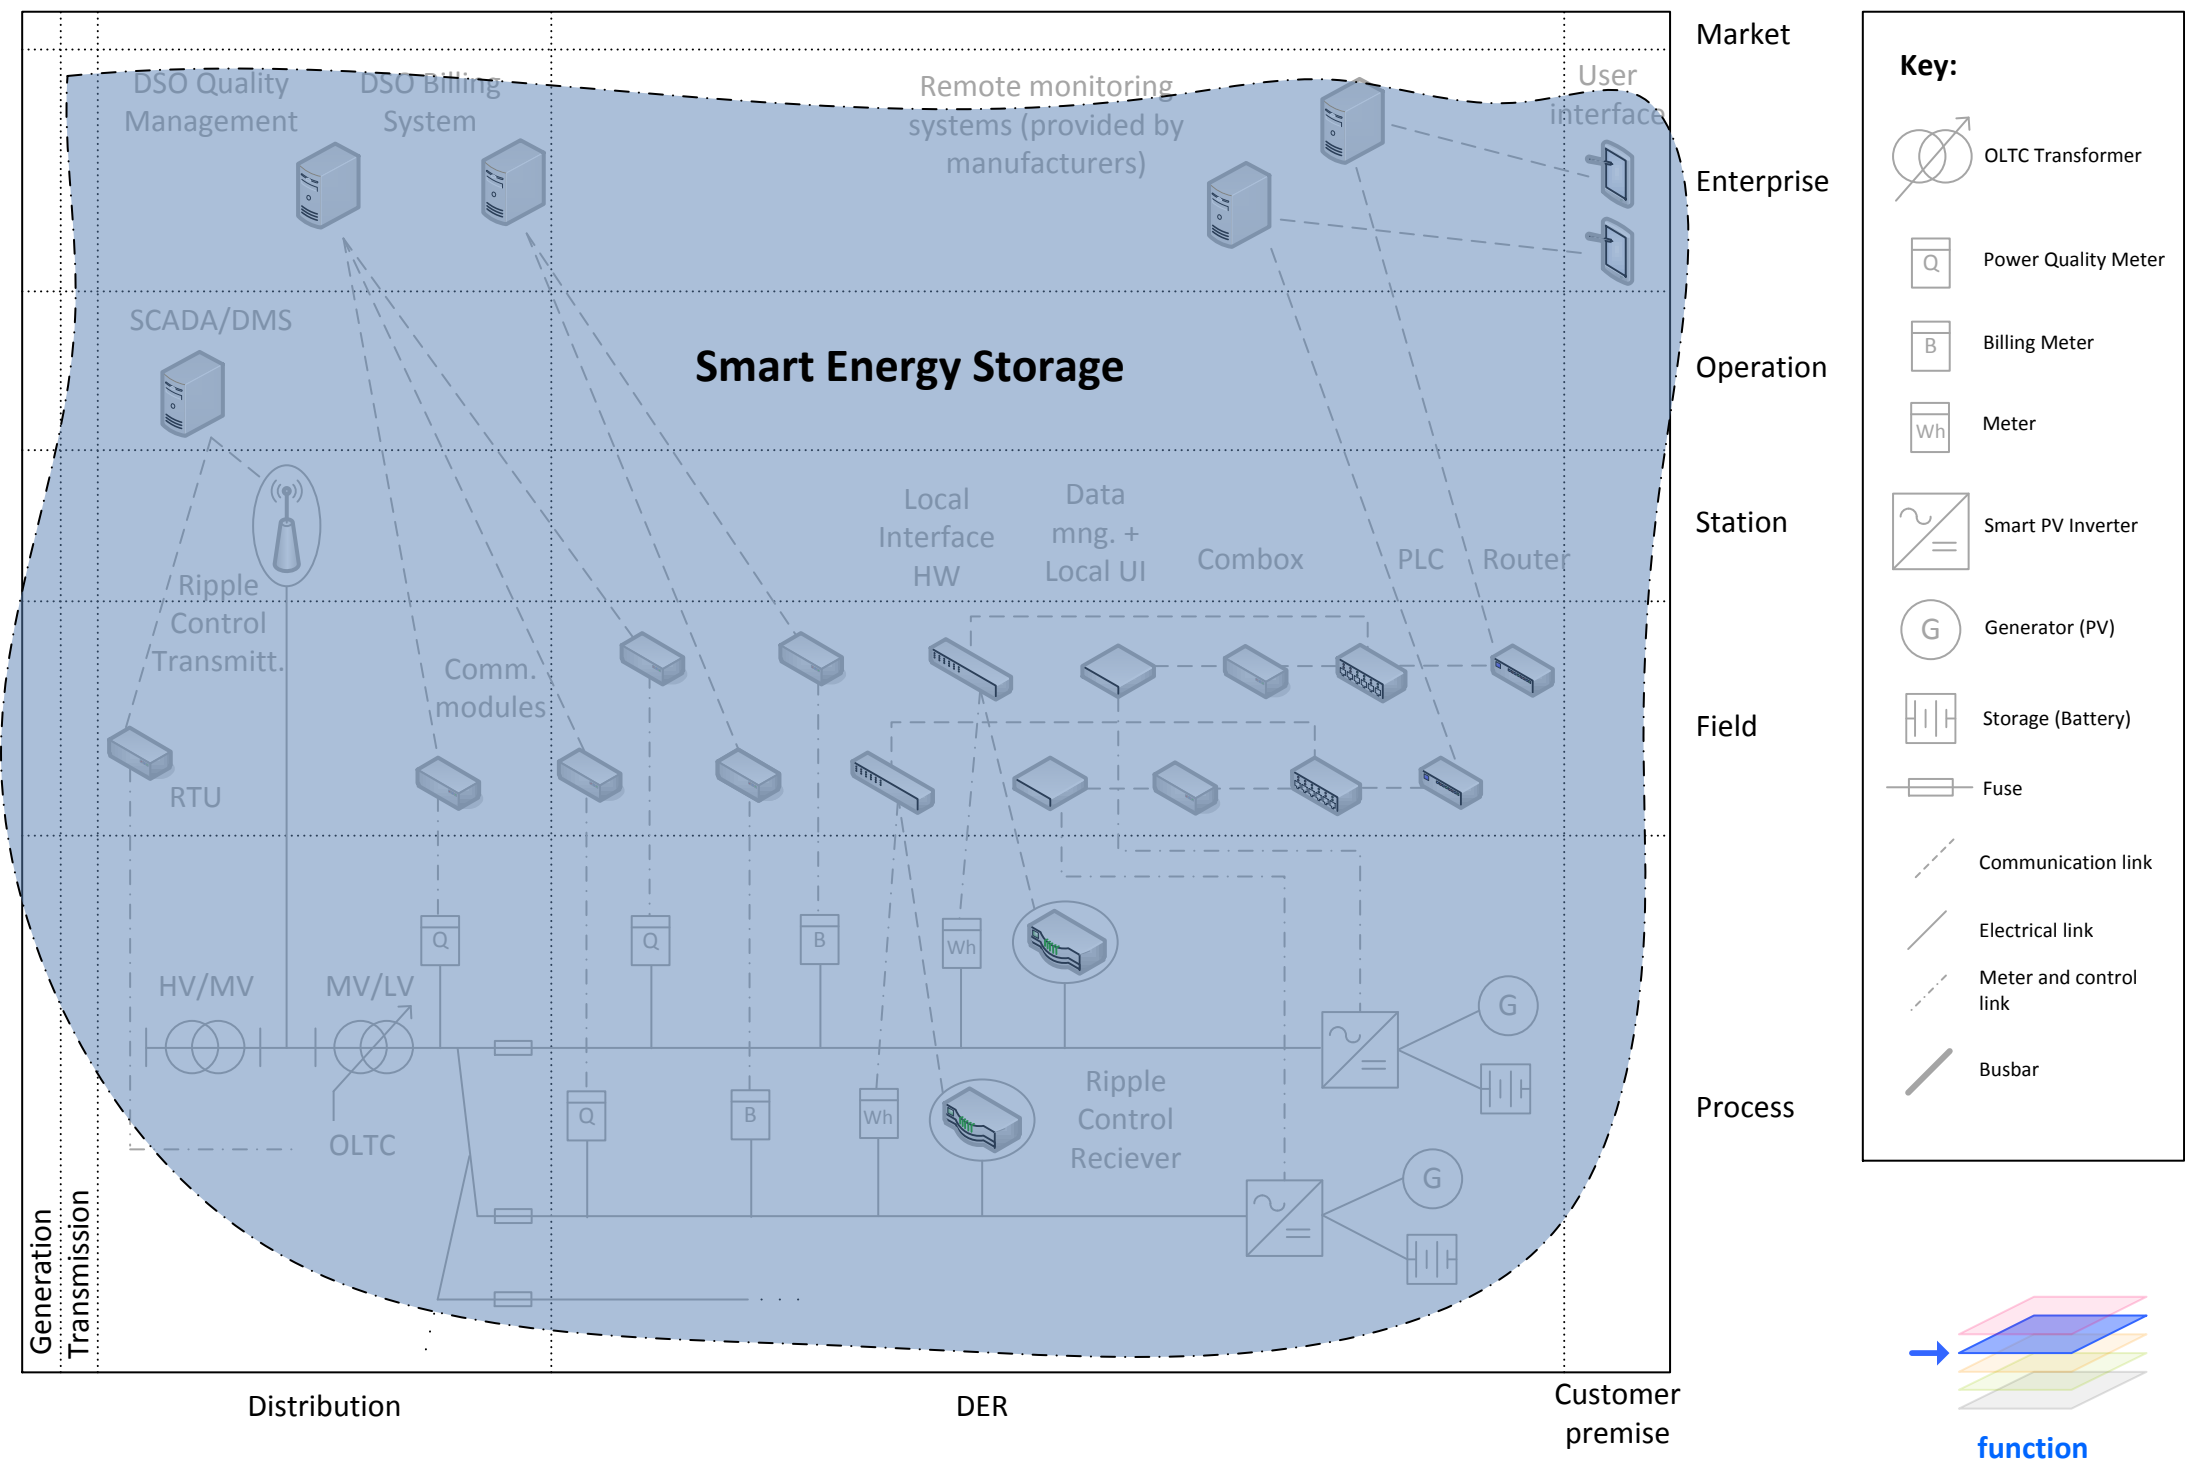 Market
Key:
DSO Quality
Management
DSO Billing
System
Remote monitoring
systems (provided by
manufacturers)
User
interface
Enterprise
OLTC Transformer
Q
Power Quality Meter
SCADA/DMS
Smart Energy Storage
Operation
B
Billing Meter
Wh
Meter
Local
Interface
HW
Data
mng. +
Local UI
Combox
PLC
Router
Station
Smart PV Inverter
Ripple
Control
Transmitt.
G
Generator (PV)
Comm.
modules
Field
Storage (Battery)
RTU
Fuse
Communication link
Q
Q
B
Wh
Electrical link
HV/MV
MV/LV
G
Meter and control
link
Busbar
Q
B
Wh
Ripple
Control
Reciever
Process
OLTC
G
Generation
Transmission
. . .
Distribution
DER
Customer
premise
function